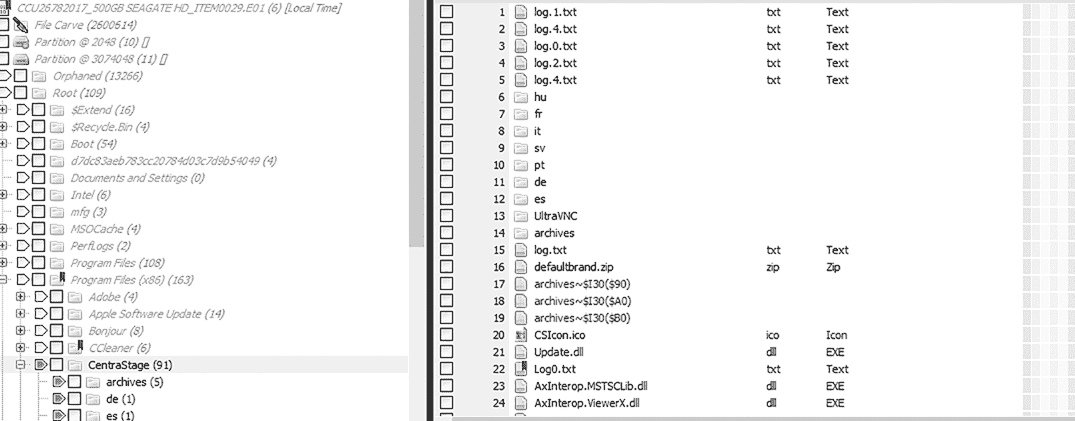 CCU26782017_500GB SEAGATE HD_ITEM0029.E01 (6) [Local Time]
File Carve (2600614)
Partition @ 2048 (10) []
Partition @ 3074048 (11) []
Orphaned (13266)
Root (109)
$Extend (16)
$Recycle.Bin (4)
Boot (54)
d7dc83aeb783cc20784d03c7d9b54049 (4)
Documents and Settings (0)
Intel (6)
mfg (3)
MSOCache (4)
PerfLogs (2)
Program Files (108)
Program Files (x86) (163)
Adobe (4)
Apple Software Update (14)
Bonjour (8)
CCleaner (6)
CentraStage (91)
archives (5)
de (1)
es (1)
1 log.1.txt txt Text
2 log.4.txt txt Text
3 log.0.txt txt Text
4 log.2.txt txt Text
5 log.4.txt txt Text
6 hu
7 fr
8 it
9 sv
10 pt
11 de
12 es
13 UltraVNC
14 archives
15 log.txt txt Text
16 defaultbrand.zip zip Zip
17 archives~$I30($90)
18 archives~$I30($A0)
19 archives~$I30($B0)
20 CSIcon.ico ico Icon
21 Update.dll dll EXE
22 Log0.txt txt Text
23 AxInterop.MSTSCLib.dll dll EXE
24 AxInterop.ViewerX.dll dll EXE